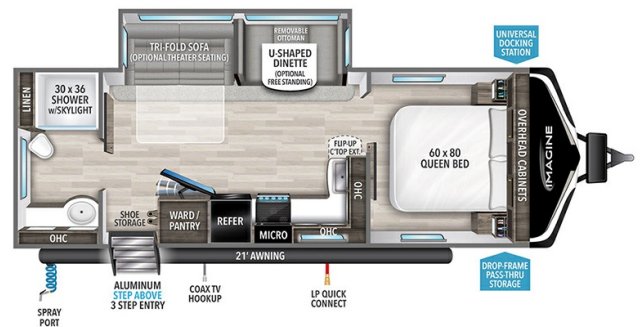 UNIVERSAL
DOCKING
STATION
REMOVABLE
OTTOMAN
TRI-FOLD SOFA
(OPTIONAL THEATER SEATING)
U-SHAPED
DINETTE
(OPTIONAL
FREE STANDING)
LINEN
30 x 36
SHOWER
w/SKYLIGHT
60 x 80
QUEEN BED
OVERHEAD CABINETS
IMAGINE
FLIP-UP
C'TOP EXT.
OHC
SHOE
STORAGE
WARD /
PANTRY
REFER
MICRO
OHC
OHC
21' AWNING
SPRAY
PORT
ALUMINUM
STEP ABOVE
3 STEP ENTRY
COAX TV
HOOKUP
LP QUICK
CONNECT
DROP-FRAME
PASS-THRU
STORAGE